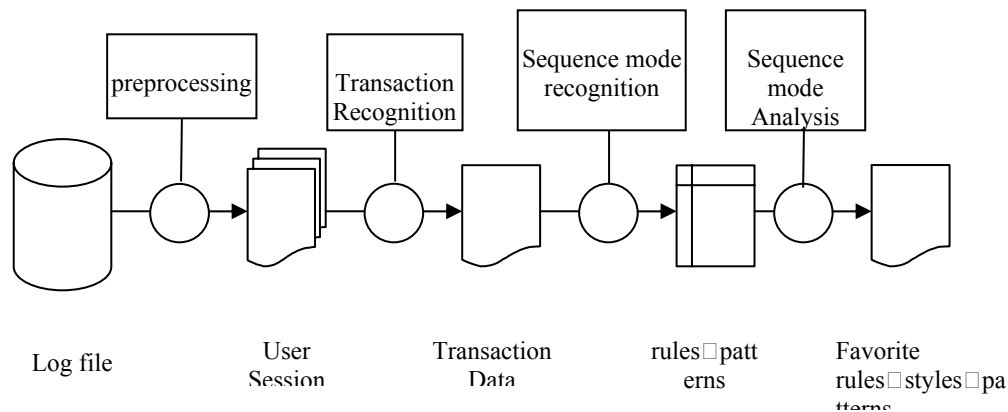 preprocessing
Transaction
Recognition
Sequence mode
recognition
Sequence
mode
Analysis
Log file
User
Session
Transaction
Data
rules□patt
erns
Favorite
rules□styles□pa
tterns